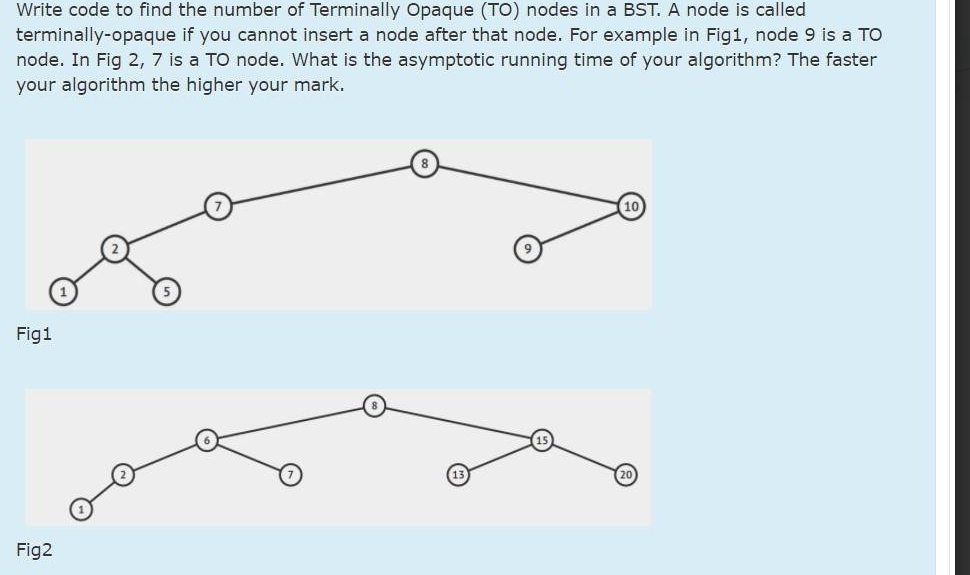 Write code to find the number of Terminally Opaque (TO) nodes in a BST. A node is called
terminally-opaque if you cannot insert a node after that node. For example in Fig1, node 9 is a TO
node. In Fig 2, 7 is a TO node. What is the asymptotic running time of your algorithm? The faster
your algorithm the higher your mark.
8
7
10
2
9
1
5
Fig1
8
6
15
2
7
13
20
1
Fig2